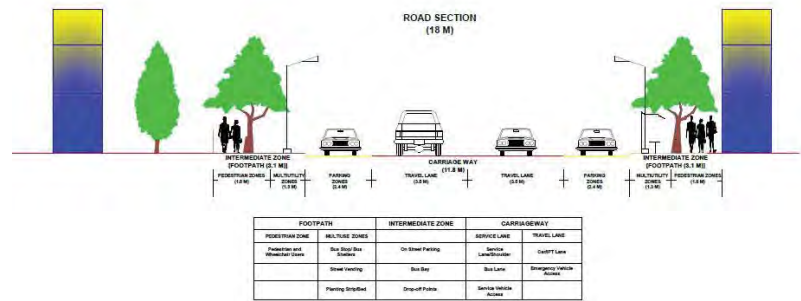 ROAD SECTION
(18 M)
INTERMEDIATE ZONE
[FOOTPATH (3.1 M)]
PEDESTRIAN ZONES
(1.8 M)
MULTIUTILITY
ZONES
(1.3 M)
PARKING
ZONES
(2.4 M)
TRAVEL LANE
(3.5 M)
CARRIAGE WAY
(11.8 M)
TRAVEL LANE
(3.5 M)
PARKING
ZONES
(2.4 M)
INTERMEDIATE ZONE
[FOOTPATH (3.1 M)]
MULTIUTILITY
ZONES
(1.3 M)
PEDESTRIAN ZONES
(1.8 M)
FOOTPATH INTERMEDIATE ZONE CARRIAGEWAY
PEDESTRIAN ZONE MULTIUSE ZONES SERVICE LANE TRAVEL LANE
Pedestrian and Bus Stop/ Bus On Street Parking Service Car/PT Lane
Wheelchair Users Shelters Lane/Shoulder
Street Vending Bus Bay Bus Lane Emergency Vehicle
Access
Planting Strip/Bed Drop-off Points Service Vehicle
Access